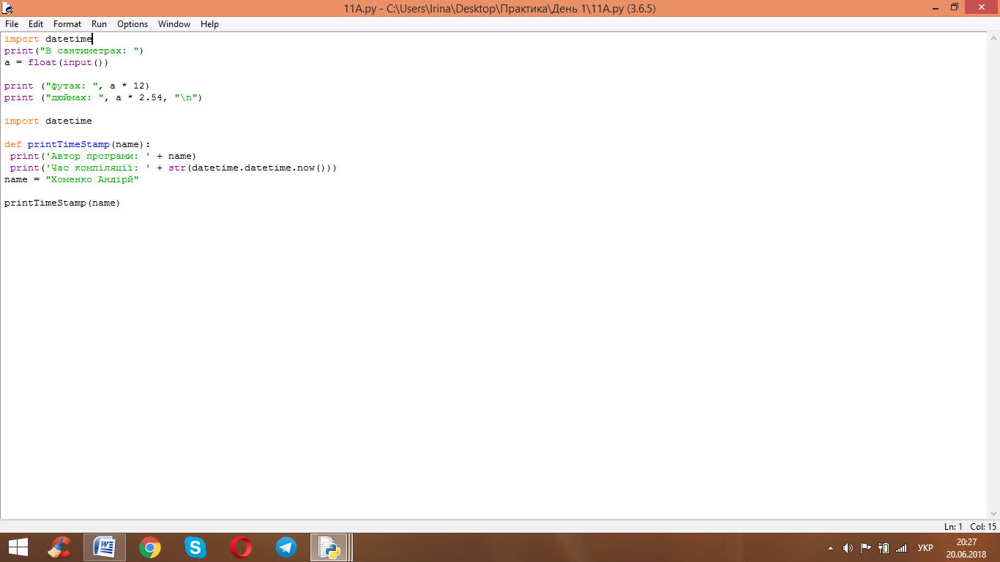 11A.py - C:\Users\Irina\Desktop\Практика\День 1\11A.py (3.6.5)
File Edit Format Run Options Window Help
import datetime
print("В сантиметрах: ")
a = float(input())
print ("футах: ", a * 12)
print ("дюймах: ", a * 2.54, "\n")
import datetime
def printTimeStamp(name):
print('Автор програми: ' + name)
print('Час компіляції: ' + str(datetime.datetime.now()))
name = "Хоменко Андірй"
printTimeStamp(name)
Ln: 1 Col: 15
УКР
20:27
20.06.2018